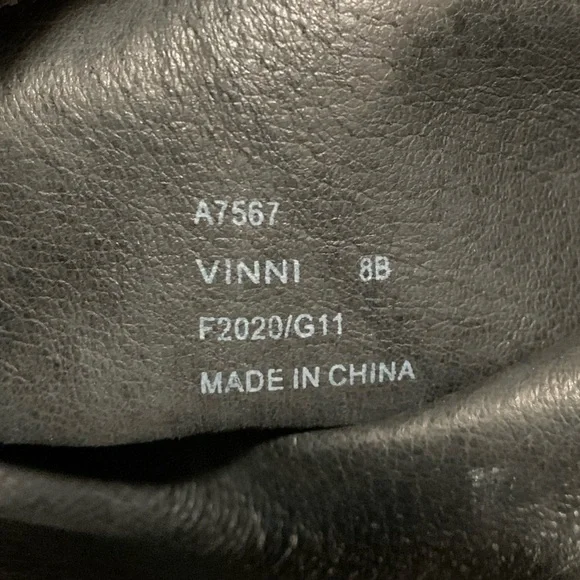 A7567
VINNI 8B
F2020/G11
MADE IN CHINA